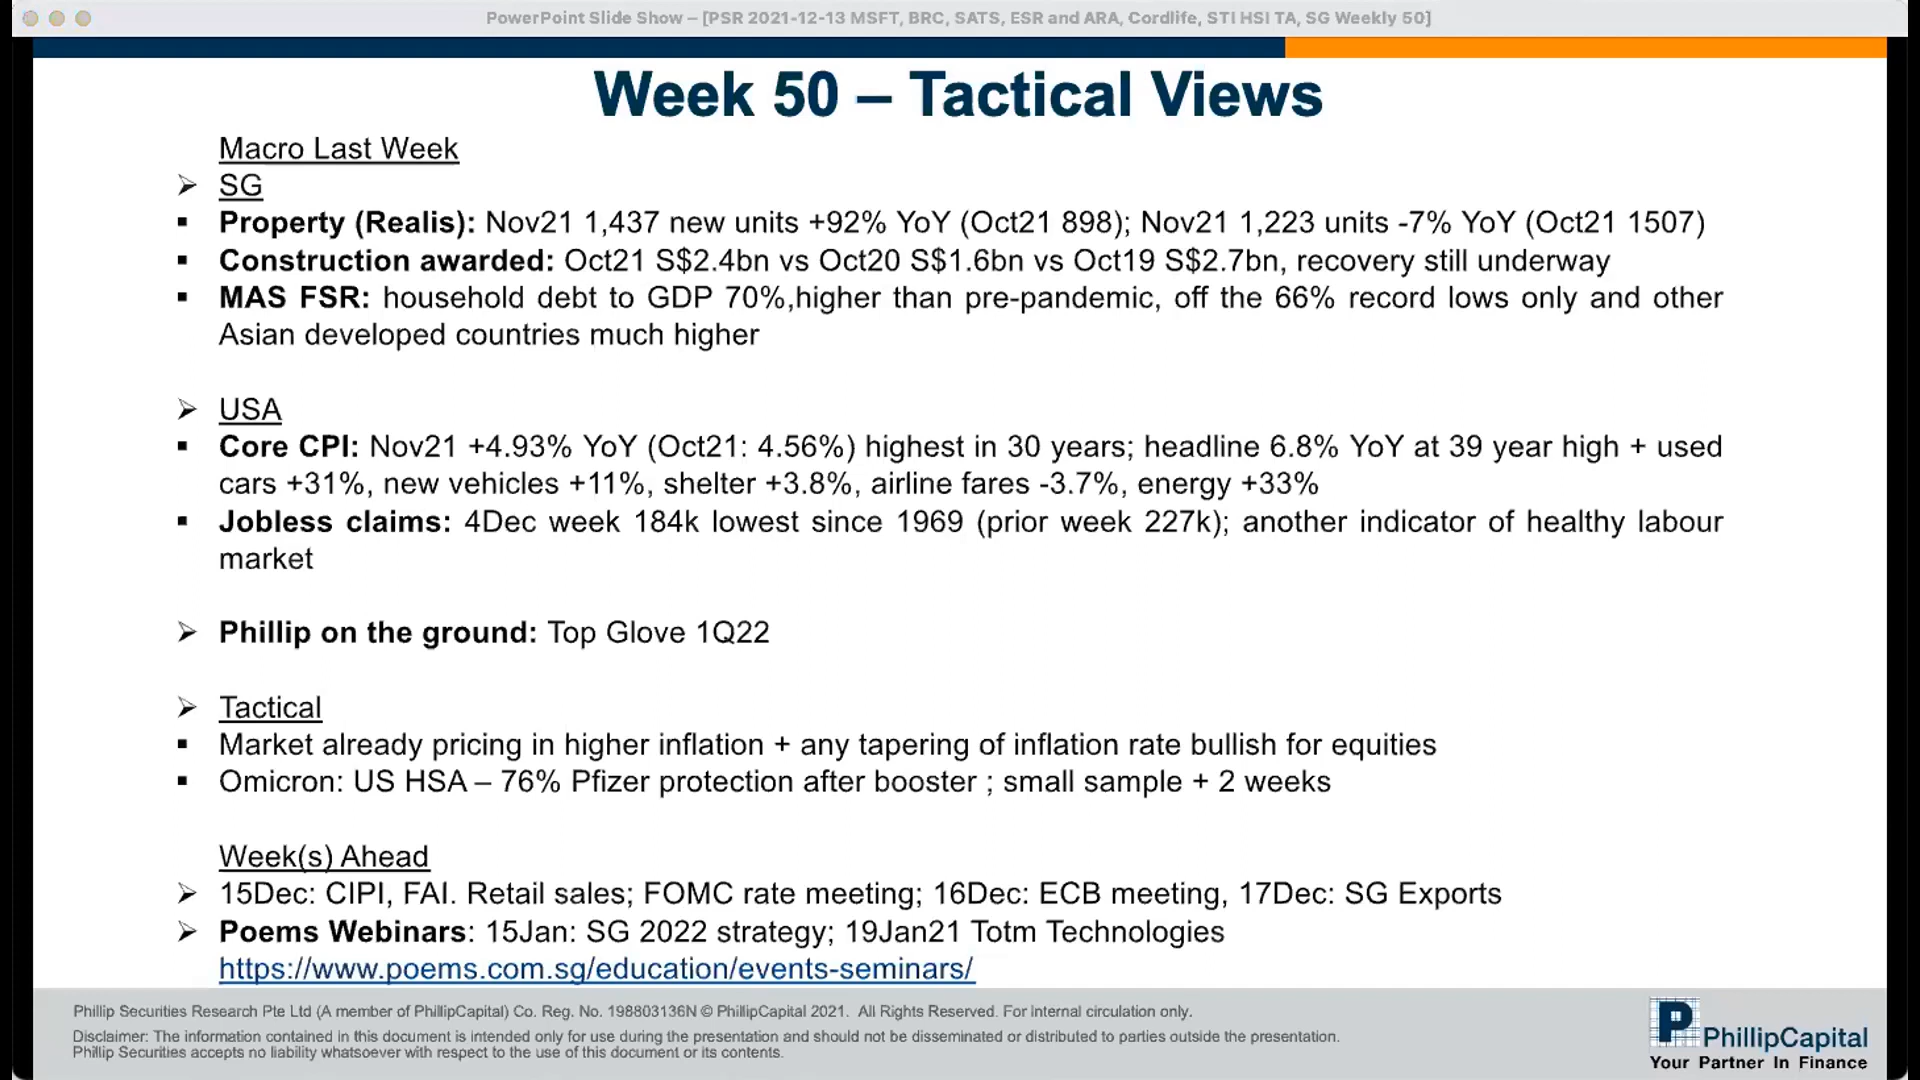 PowerPoint Slide Show – [PSR 2021-12-13 MSFT, BRC, SATS, ESR and ARA, Cordlife, STI HSI TA, SG Weekly 50]
Week 50 – Tactical Views
Macro Last Week
➢ SG
▪ Property (Realis): Nov21 1,437 new units +92% YoY (Oct21 898); Nov21 1,223 units -7% YoY (Oct21 1507)
▪ Construction awarded: Oct21 S$2.4bn vs Oct20 S$1.6bn vs Oct19 S$2.7bn, recovery still underway
▪ MAS FSR: household debt to GDP 70%,higher than pre-pandemic, off the 66% record lows only and other
Asian developed countries much higher
➢ USA
▪ Core CPI: Nov21 +4.93% YoY (Oct21: 4.56%) highest in 30 years; headline 6.8% YoY at 39 year high + used
cars +31%, new vehicles +11%, shelter +3.8%, airline fares -3.7%, energy +33%
▪ Jobless claims: 4Dec week 184k lowest since 1969 (prior week 227k); another indicator of healthy labour
market
➢ Phillip on the ground: Top Glove 1Q22
➢ Tactical
▪ Market already pricing in higher inflation + any tapering of inflation rate bullish for equities
▪ Omicron: US HSA – 76% Pfizer protection after booster ; small sample + 2 weeks
Week(s) Ahead
➢ 15Dec: CIPI, FAI. Retail sales; FOMC rate meeting; 16Dec: ECB meeting, 17Dec: SG Exports
➢ Poems Webinars: 15Jan: SG 2022 strategy; 19Jan21 Totm Technologies
https://www.poems.com.sg/education/events-seminars/
Phillip Securities Research Pte Ltd (A member of PhillipCapital) Co. Reg. No. 198803136N © PhillipCapital 2021. All Rights Reserved. For Internal circulation only.
Disclaimer: The information contained in this document is intended only for use during the presentation and should not be disseminated or distributed to parties outside the presentation.
Phillip Securities accepts no liability whatsoever with respect to the use of this document or its contents.
PhillipCapital
Your Partner In Finance